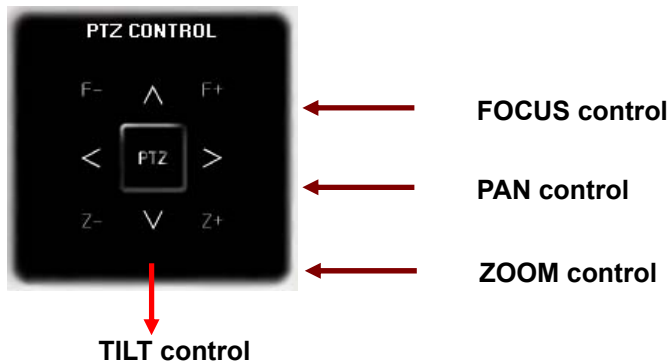 PTZ CONTROL
F- ∧ F+
FOCUS control
< PTZ >
PAN control
Z- ∨ Z+
ZOOM control
TILT control